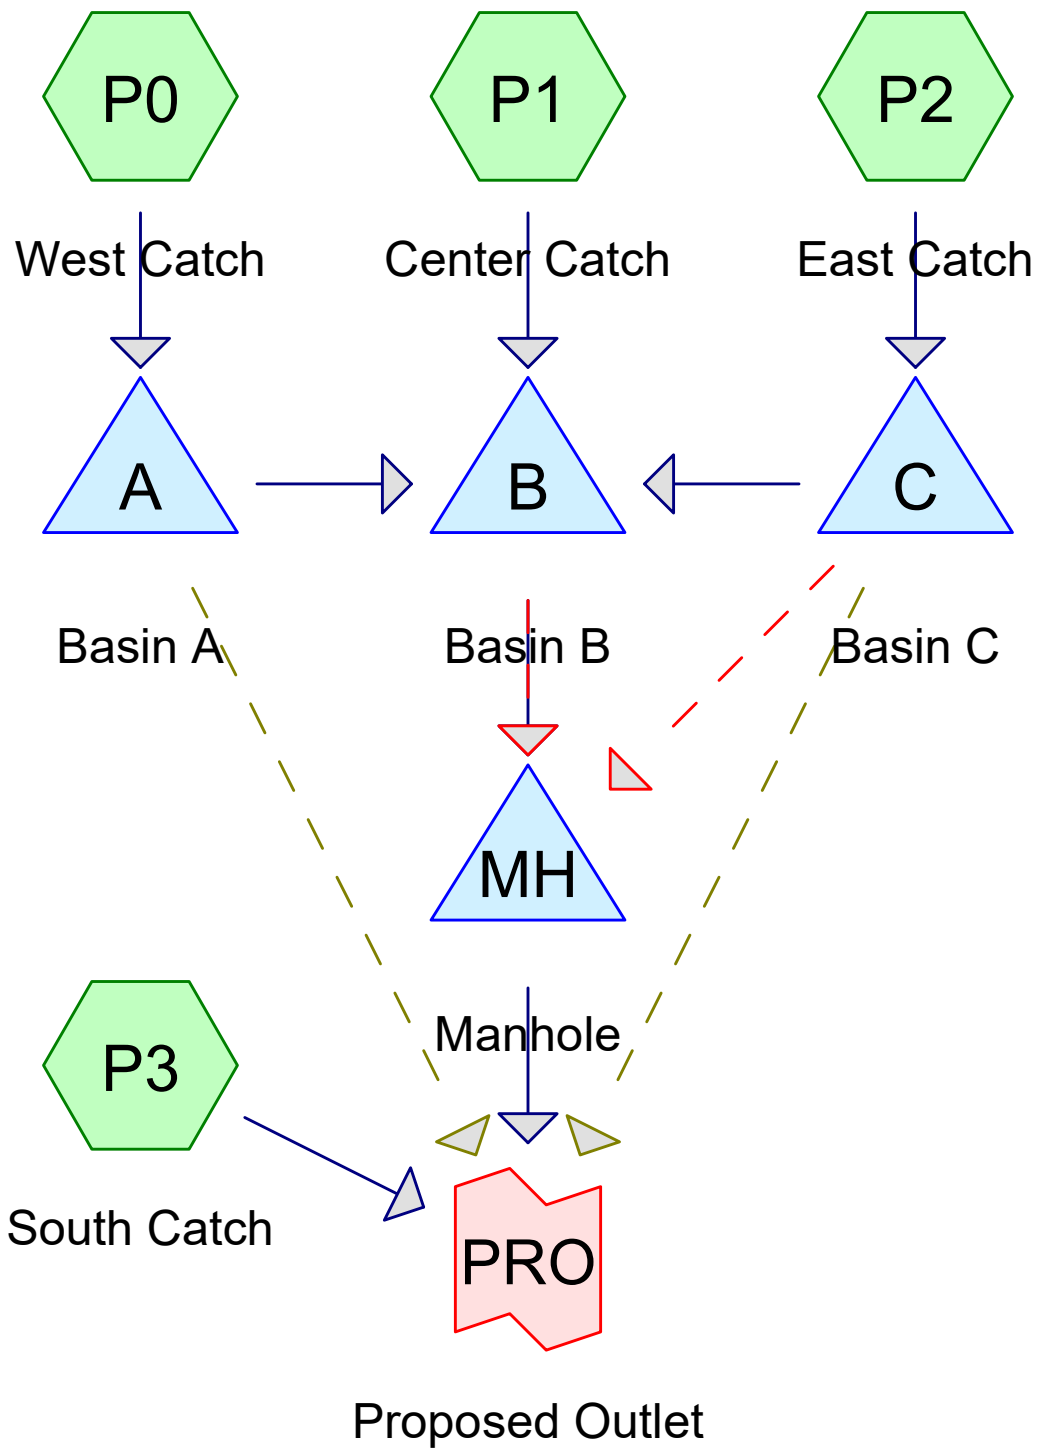 P0
P1
P2
West Catch
Center Catch
East Catch
A
B
C
Basin A
Basin B
Basin C
MH
Manhole
P3
South Catch
PRO
Proposed Outlet